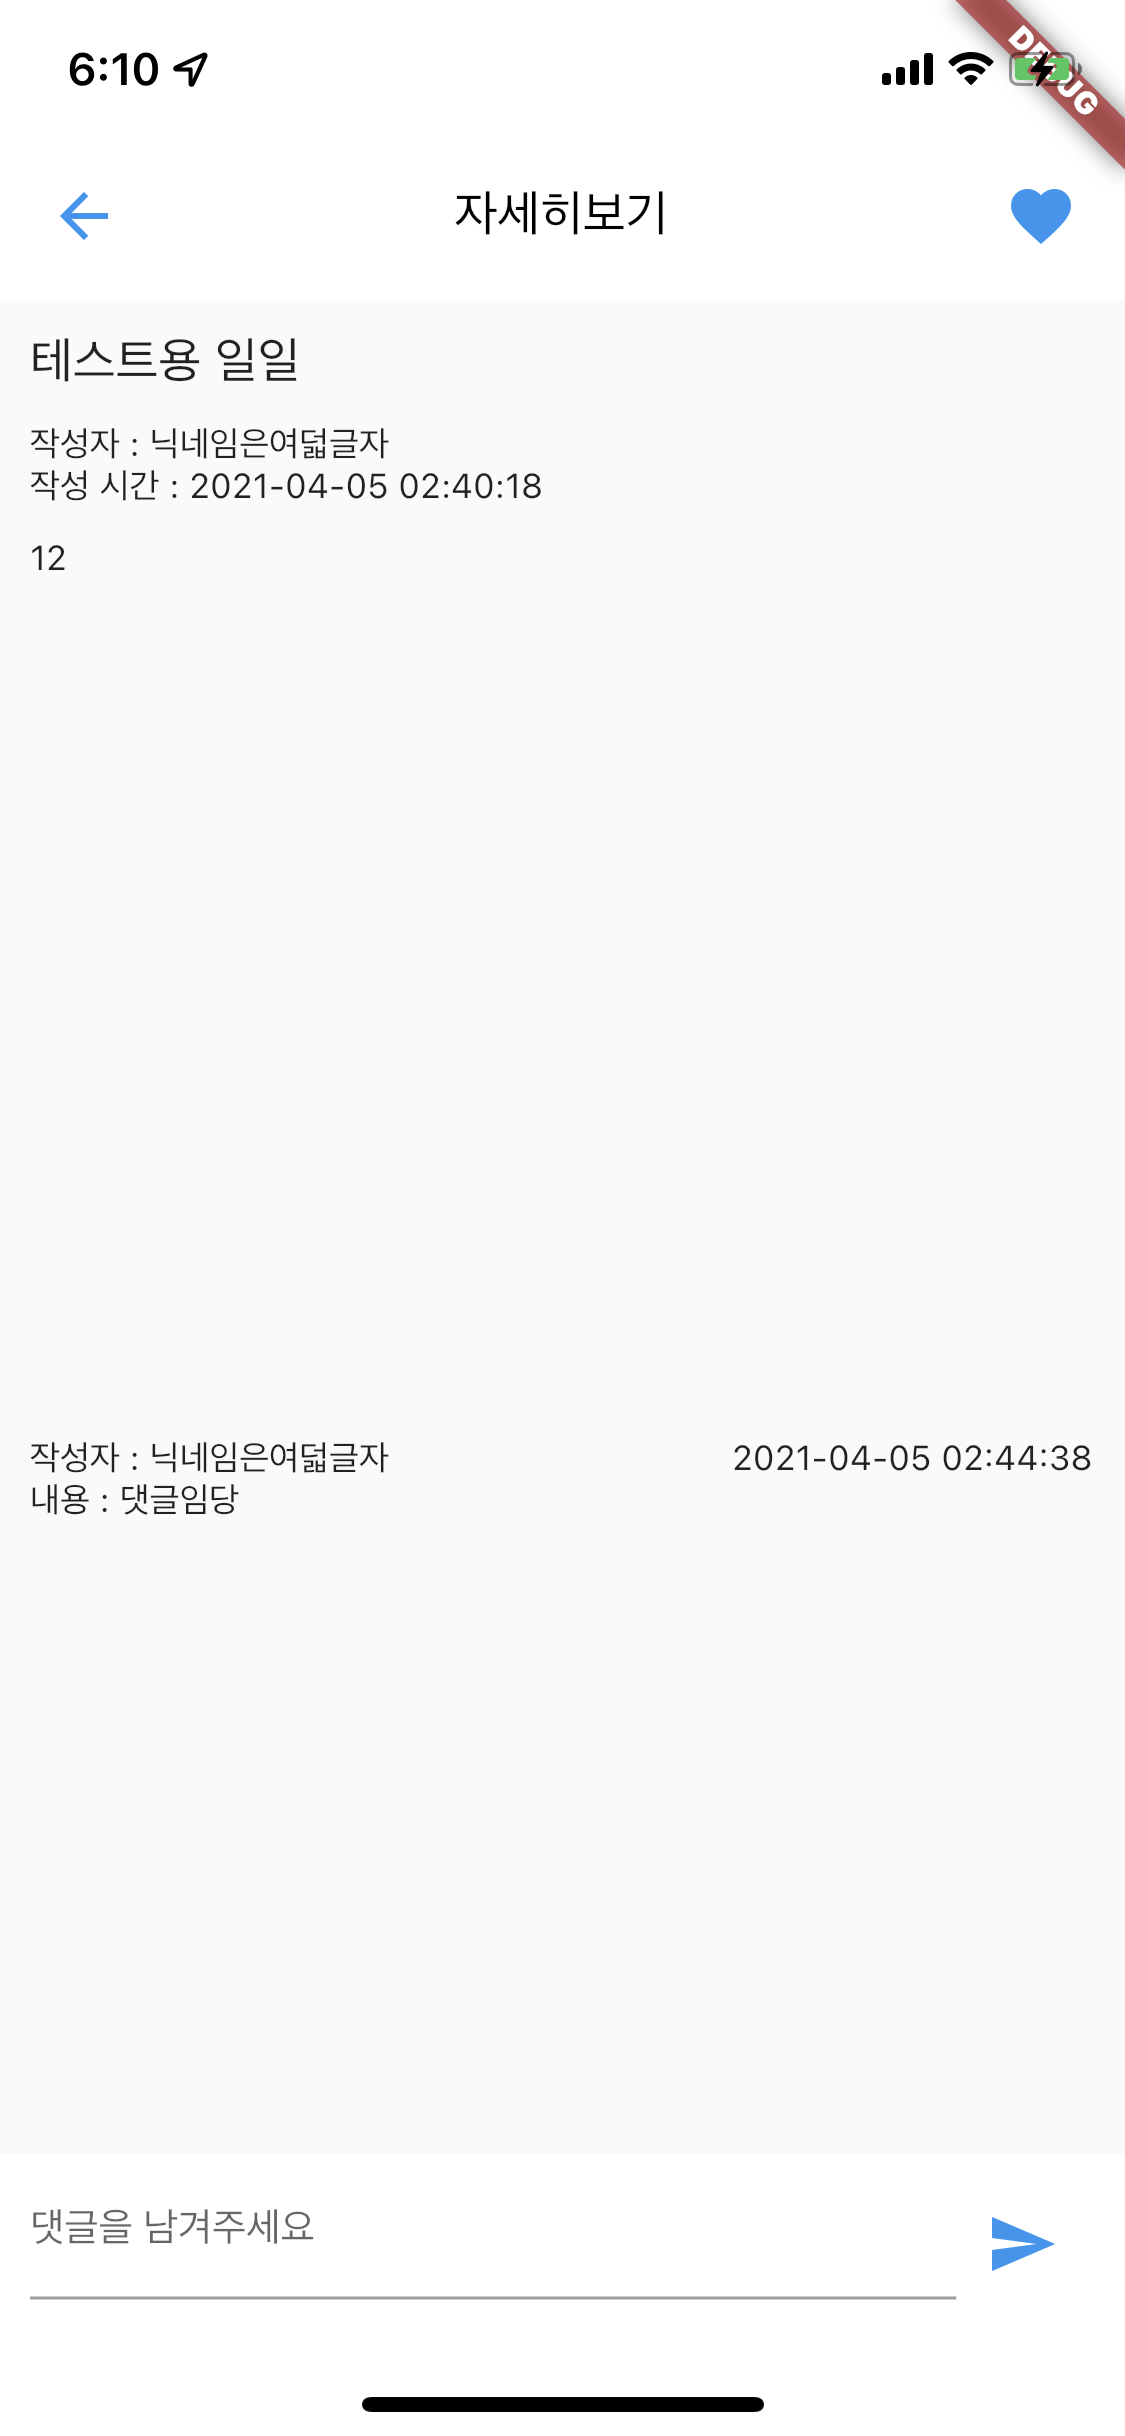 6:10
DEBUG
자세히보기
테스트용 일일
작성자 : 닉네임은여덟글자
작성 시간 : 2021-04-05 02:40:18
12
작성자 : 닉네임은여덟글자 2021-04-05 02:44:38
내용 : 댓글임당
댓글을 남겨주세요